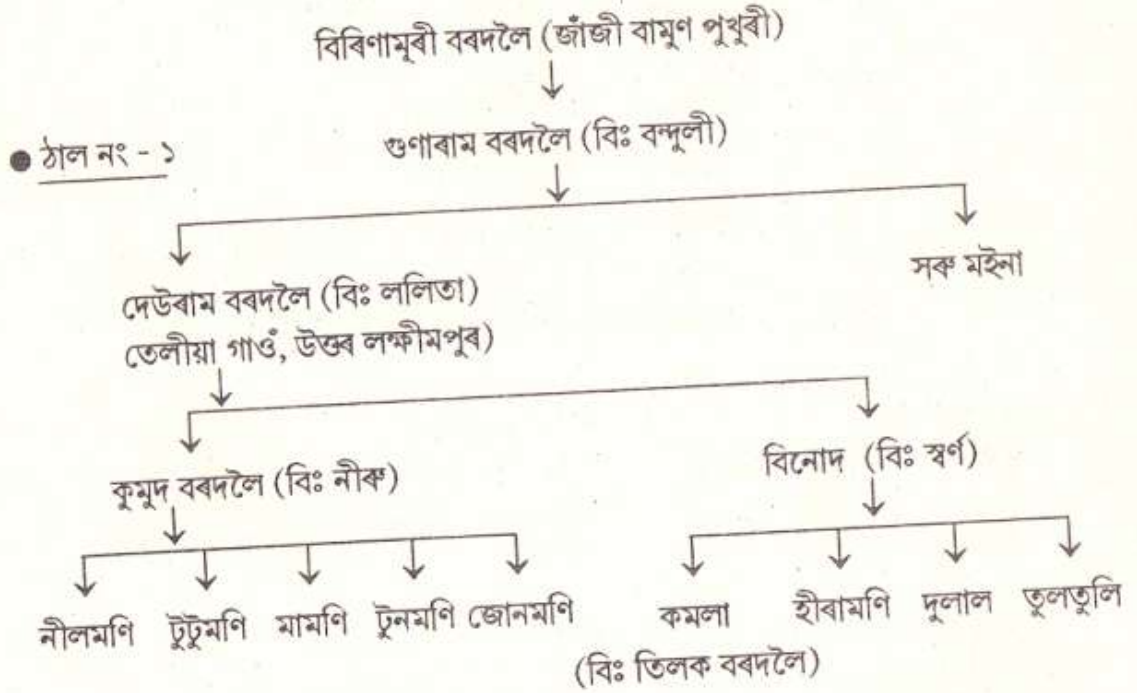 বিৰিণামূৰী বৰদলৈ (জাঁজী বামুণ পুখুৰী)
গুণাৰাম বৰদলৈ (বিঃ বন্দুলী)
● ঠাল নং - ১
দেউৰাম বৰদলৈ (বিঃ ললিতা)
তেলীয়া গাওঁ, উত্তৰ লক্ষীমপুৰ)
সৰু মইনা
কুমুদ বৰদলৈ (বিঃ নীৰু)
বিনোদ (বিঃ স্বৰ্ণ)
নীলমণি টুটুমণি মামণি টুনমণি জোনমণি
কমলা হীৰামণি দুলাল তুলতুলি
(বিঃ তিলক বৰদলৈ)